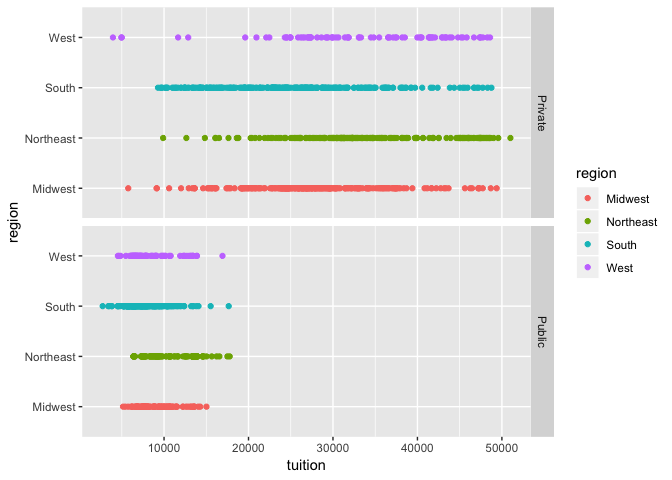 West
South
Northeast
Midwest
Private
West
South
Northeast
Midwest
Public
region
10000 20000 30000 40000 50000
tuition
region
Midwest
Northeast
South
West